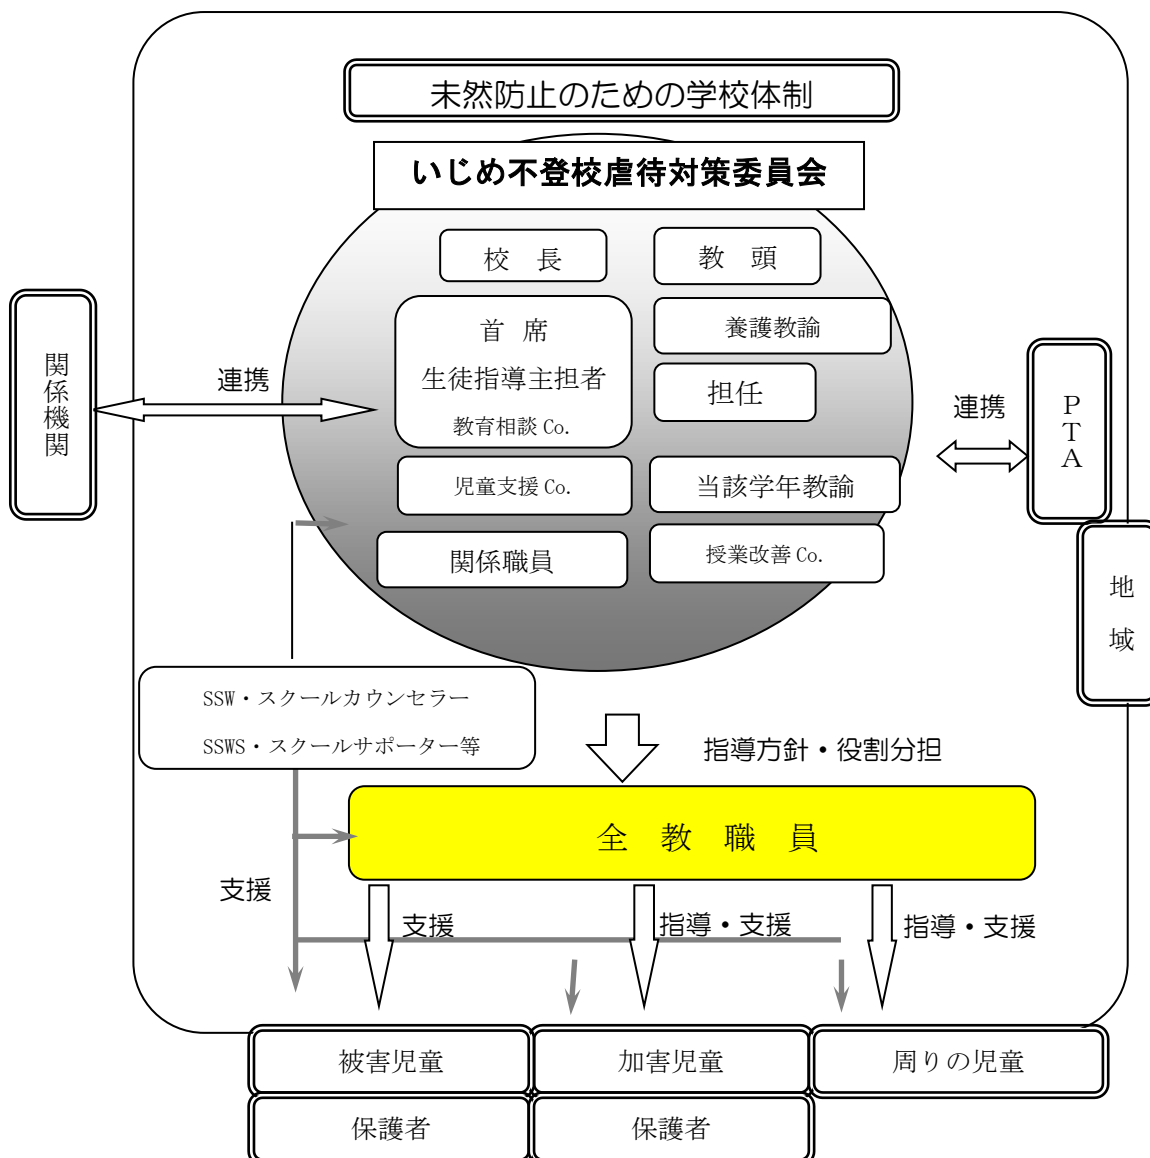 未然防止のための学校体制
いじめ不登校虐待対策委員会
校　長
教　頭
首　席
生徒指導主担者
教育相談 Co.
養護教諭
担任
児童支援 Co.
当該学年教諭
関係職員
授業改善 Co.
関係機関
連携
連携
ＰＴＡ
地域
SSW・スクールカウンセラー
SSWS・スクールサポーター等
指導方針・役割分担
全　教　職　員
支援
支援
指導・支援
指導・支援
被害児童
加害児童
周りの児童
保護者
保護者